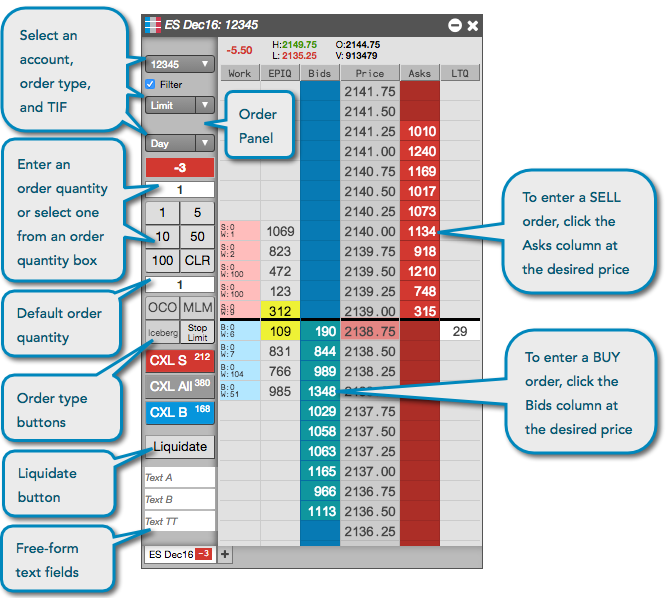 ES Dec16: 12345
Select an
account,
order type,
and TIF
12345
Filter
Limit
Day
Order
Panel
-5.50
H:2149.75
O:2144.75
L: 2135.25
V: 913479
Work EPIQ Bids Price Asks LTQ
2141.75
2141.50
2141.25 1010
2141.00 1240
2140.75 1169
2140.50 1017
2140.25 1073
S:0
W:1
1069 2140.00 1134
S:0
W:2
823 2139.75 918
S:0
W:100
472 2139.50 1210
S:0
W:100
123 2139.25 748
S:0
W:9
312 2139.00 315
B:0
W:6
109 190 2138.75 29
B:0
W:7
831 844 2138.50
B:0
W:104
766 989 2138.25
B:0
W:51
985 1348
1029 2137.75
1058 2137.50
1063 2137.25
1165 2137.00
966 2136.75
1113 2136.50
2136.25
Enter an
order quantity
or select one
from an order
quantity box
-3
1
1 5
10 50
100 CLR
1
Default order
quantity
OCO MLM
Iceberg
Stop
Limit
Order type
buttons
CXL S 212
CXL All 380
CXL B 168
Liquidate
Liquidate
button
Text A
Text B
Text TT
Free-form
text fields
ES Dec16 -3 +
To enter a SELL
order, click the
Asks column at
the desired price
To enter a BUY
order, click the
Bids column at
the desired price